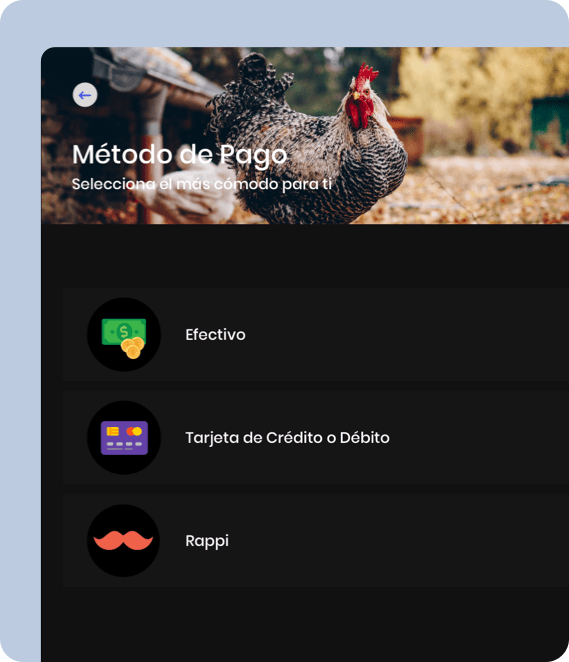 Método de Pago
Selecciona el más cómodo para ti
Efectivo
Tarjeta de Crédito o Débito
Rappi